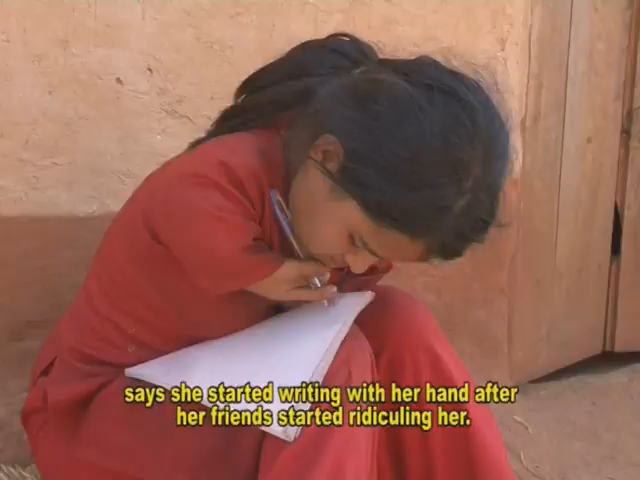 says she started writing with her hand after
her friends started ridiculing her.